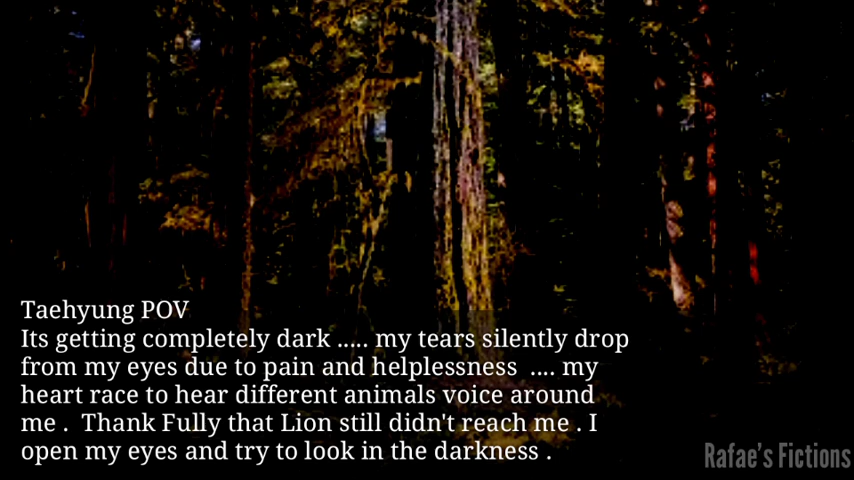 Taehyung POV
Its getting completely dark ..... my tears silently drop
from my eyes due to pain and helplessness  .... my
heart race to hear different animals voice around
me .  Thank Fully that Lion still didn't reach me . I
open my eyes and try to look in the darkness .
Rafae's Fictions